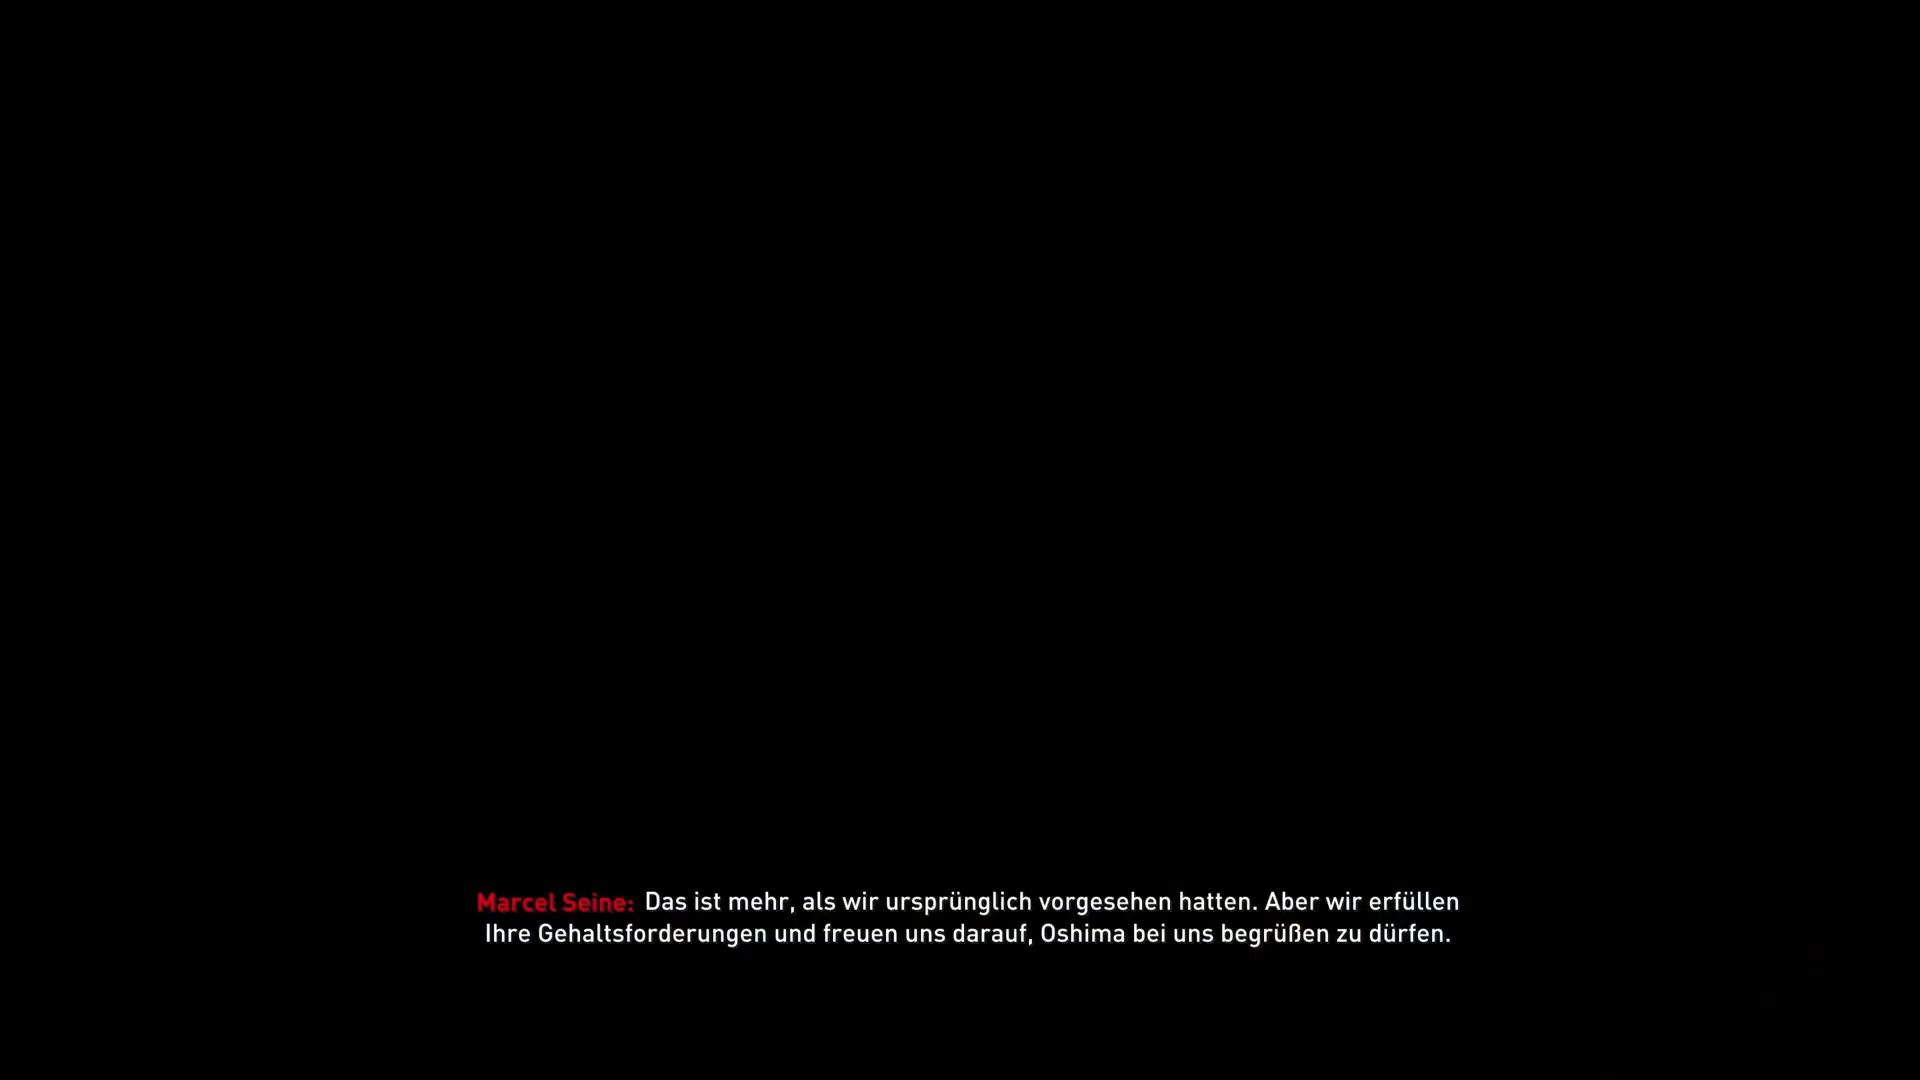 Marcel Seine: Das ist mehr, als wir ursprünglich vorgesehen hatten. Aber wir erfüllen
Ihre Gehaltsforderungen und freuen uns darauf, Oshima bei uns begrüßen zu dürfen.